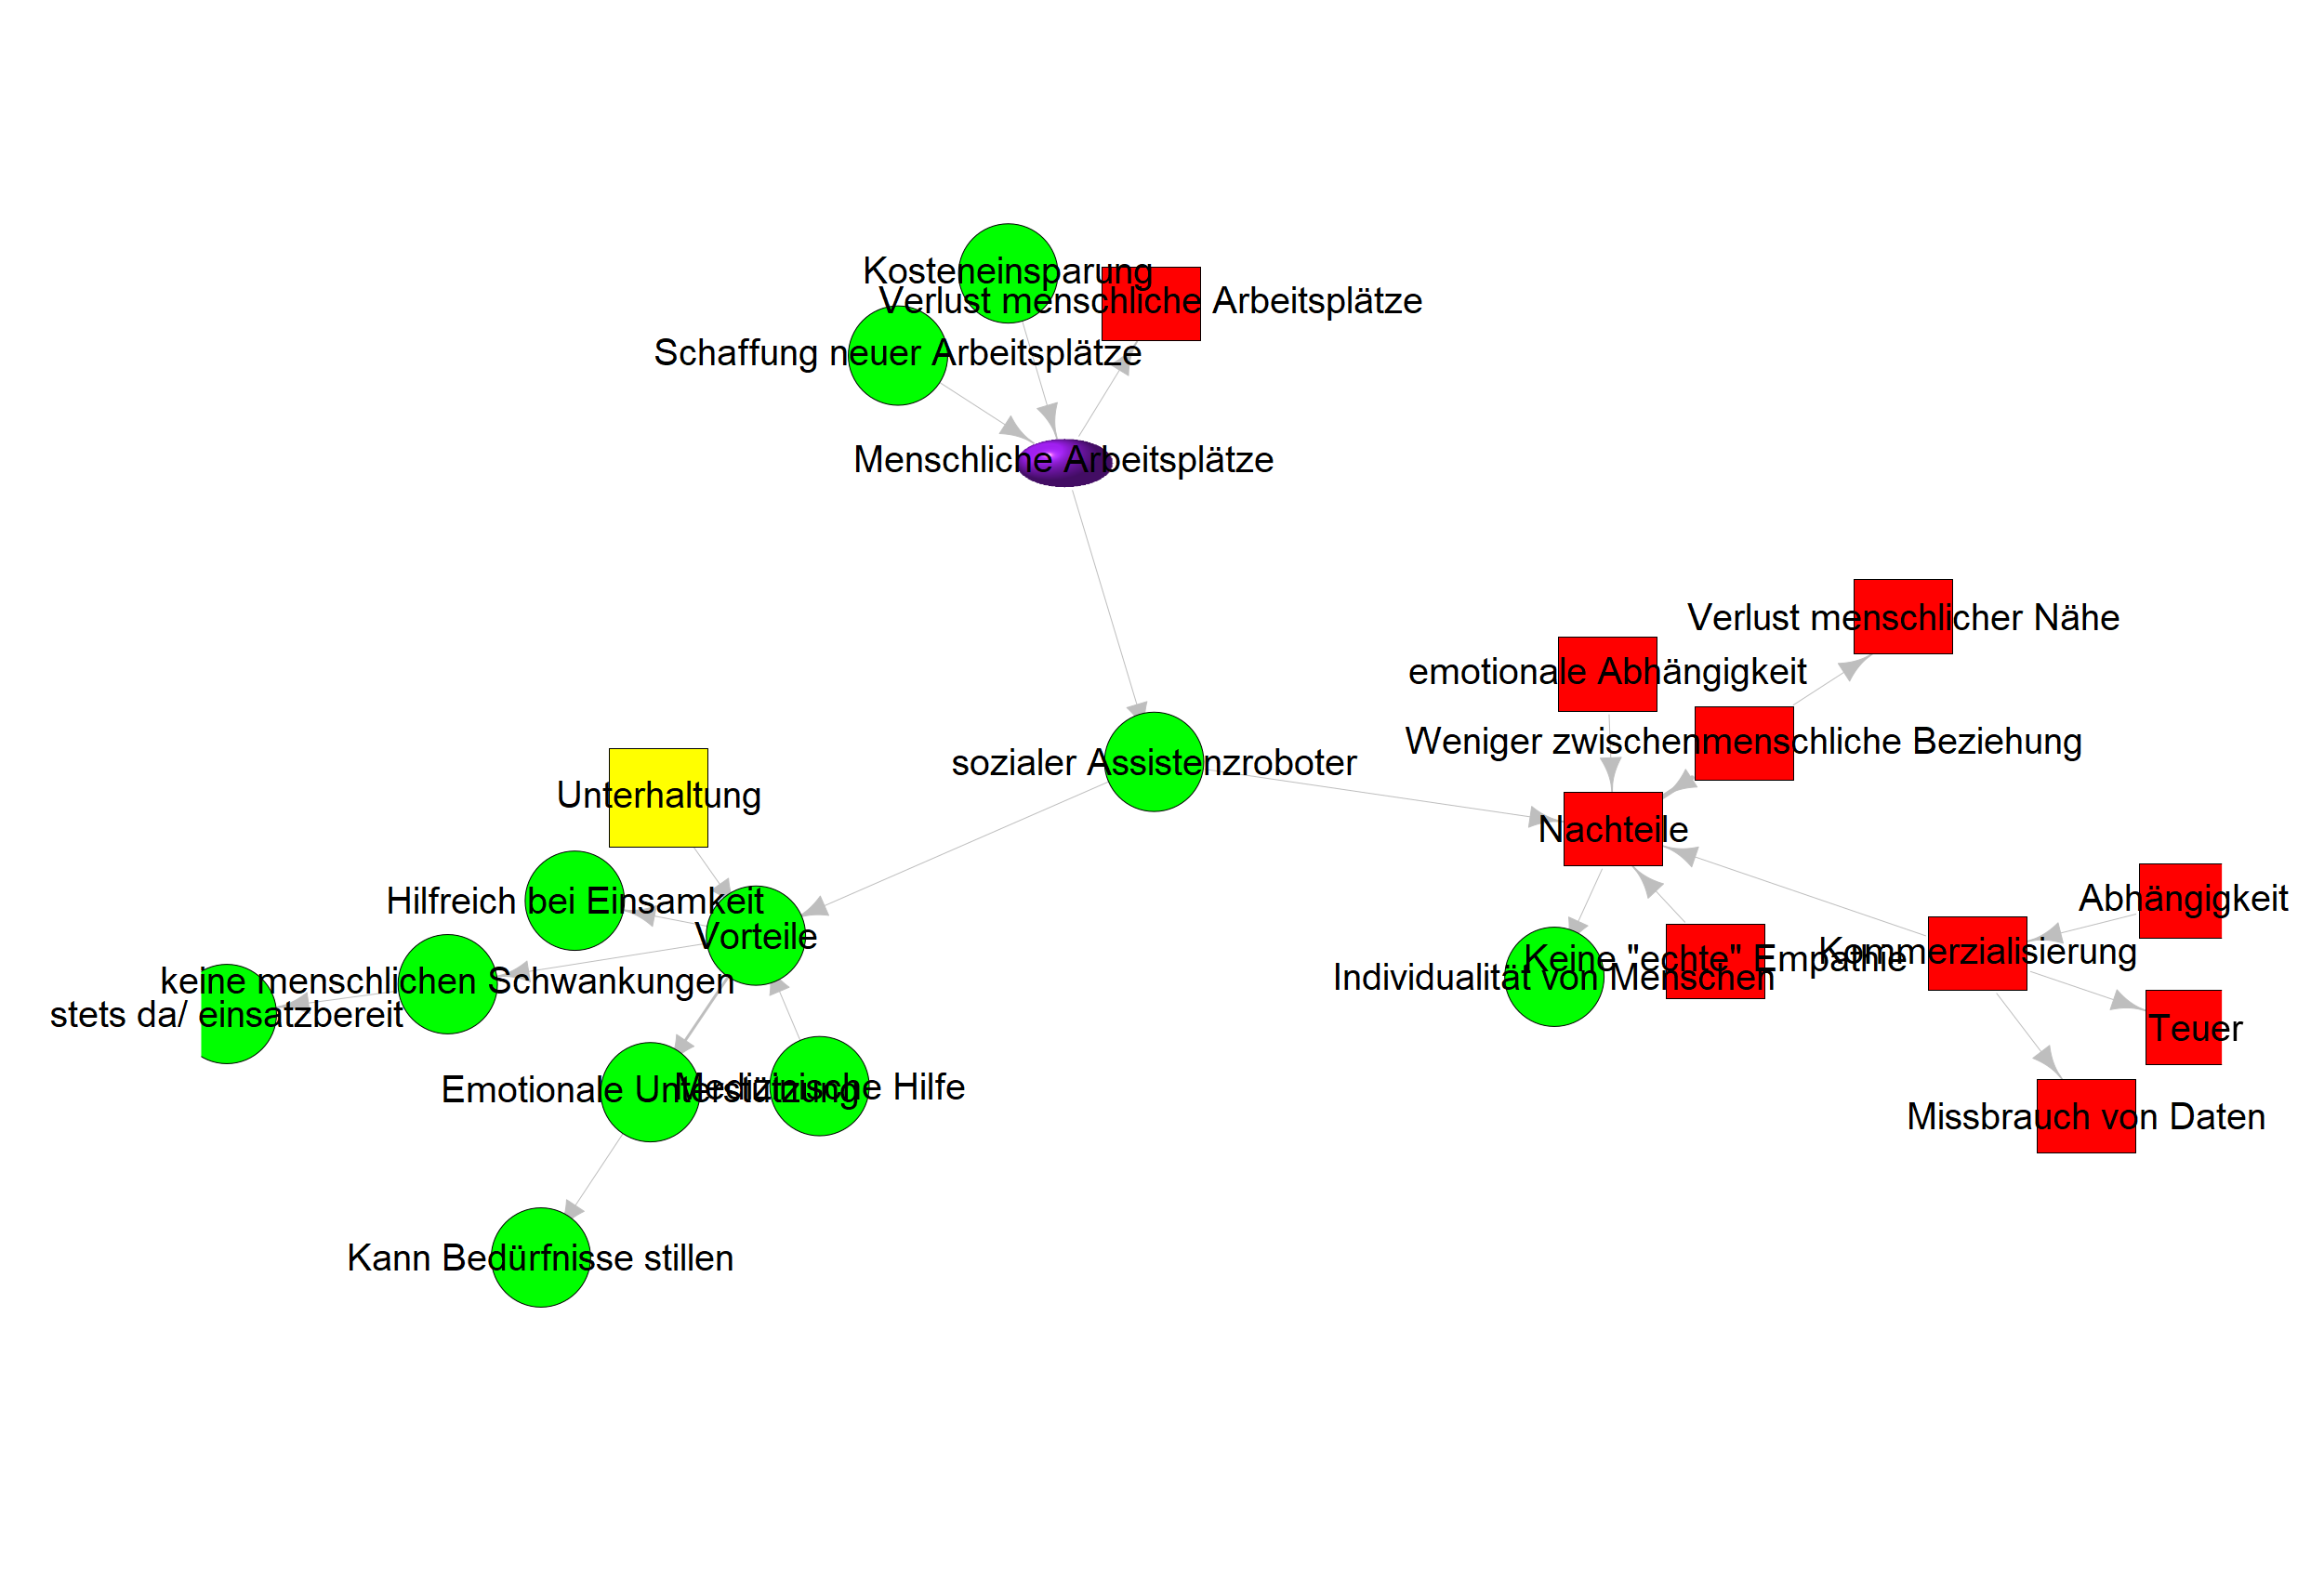 Kosteneinsparung
Verlust menschliche Arbeitsplätze
Schaffung neuer Arbeitsplätze
Menschliche Arbeitsplätze
Verlust menschlicher Nähe
emotionale Abhängigkeit
Weniger zwischenmenschliche Beziehung
sozialer Assistenzroboter
Unterhaltung
Nachteile
Hilfreich bei Einsamkeit
Abhängigkeit
Vorteile
Kommerzialisierung
Keine "echte" Empathie
Individualität von Menschen
keine menschlichen Schwankungen
stets da/ einsatzbereit
Teuer
Emotionale Unterstützung
Medizinische Hilfe
Missbrauch von Daten
Kann Bedürfnisse stillen